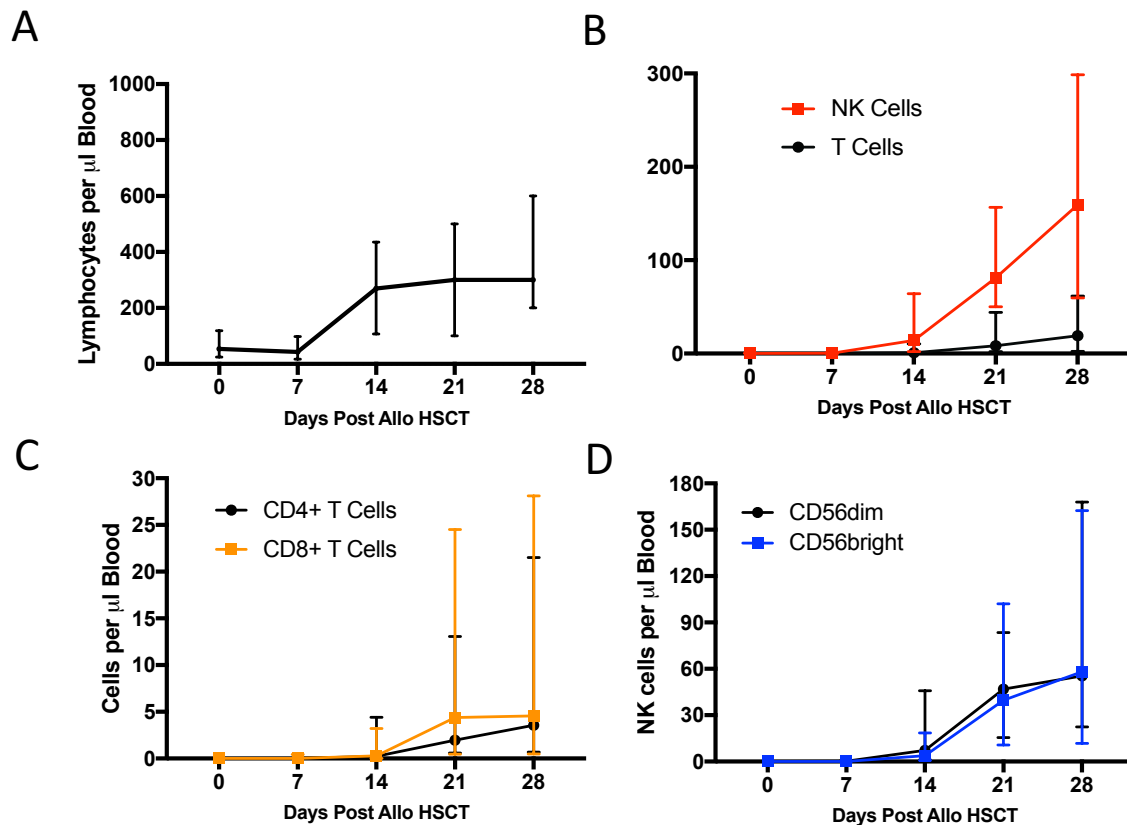 A
Lymphocytes per μl Blood
1000
800
600
400
200
0
0 7 14 21 28
Days Post Allo HSCT
B
300
200
100
0
NK Cells
T Cells
0 7 14 21 28
Days Post Allo HSCT
C
Cells per μl Blood
30
25
20
15
10
5
0
CD4+ T Cells
CD8+ T Cells
0 7 14 21 28
Days Post Allo HSCT
D
NK cells per μl Blood
180
150
120
90
60
30
0
CD56dim
CD56bright
0 7 14 21 28
Days Post Allo HSCT